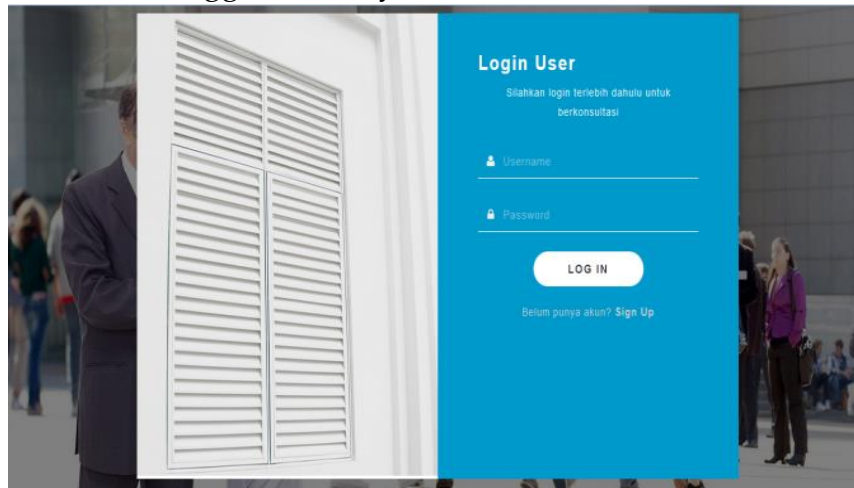 Login User
Silahkan login terlebih dahulu untuk
berkonsultasi
Username
Password
LOG IN
Belum punya akun? Sign Up